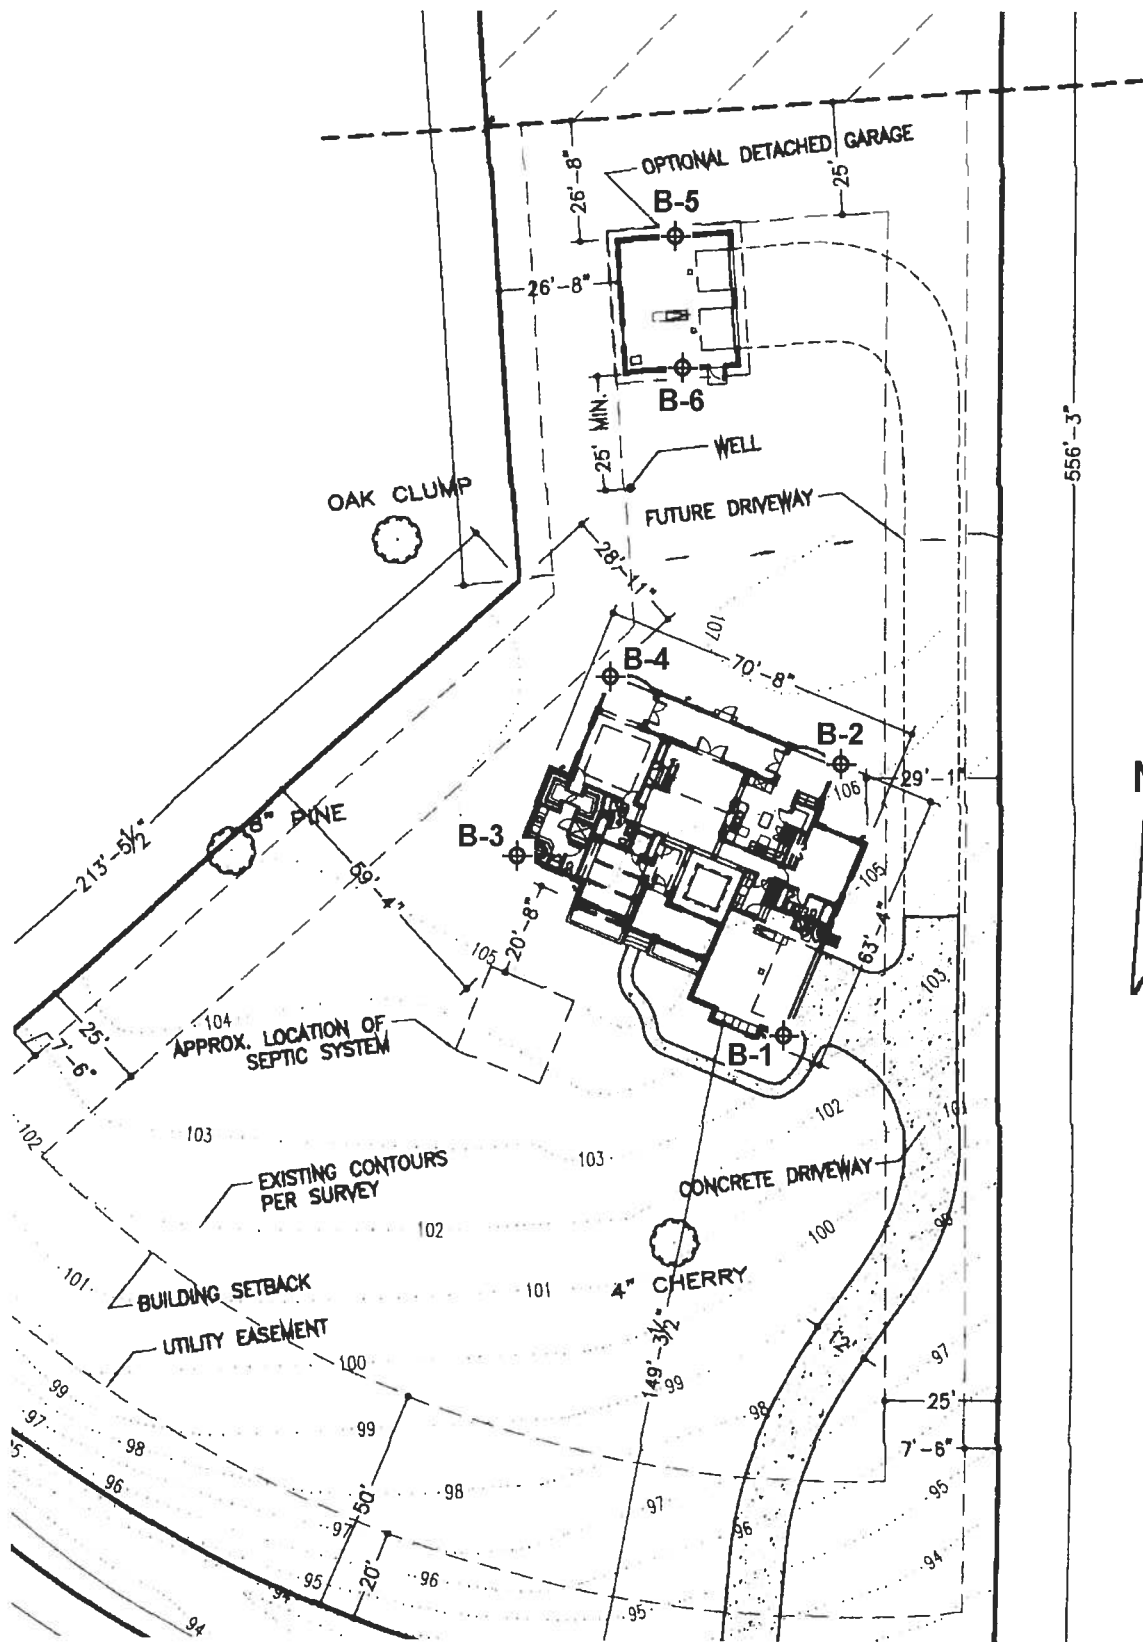 OPTIONAL DETACHED GARAGE
26'-8"
25'
B-5
26'-8"
B-6
25' MIN.
WELL
556'-3"
OAK CLUMP
FUTURE DRIVEWAY
28'-11"
107
B-4
70'-8"
B-2
29'-1"
106
N
8" PINE
B-3
213'-5½"
69'-4"
105
63'-4"
20'-8"
105
103
104
APPROX. LOCATION OF
SEPTIC SYSTEM
25'
7'-6"
B-1
102
101
102
103
103
EXISTING CONTOURS
PER SURVEY
CONCRETE DRIVEWAY
102
100
99
101
BUILDING SETBACK
101
4" CHERRY
UTILITY EASEMENT
149'-3½"
12'
97
100
99
99
98
25'
97
99
98
7'-6"
96
50'
98
97
95
97
96
95
20'
96
94
94
95
94